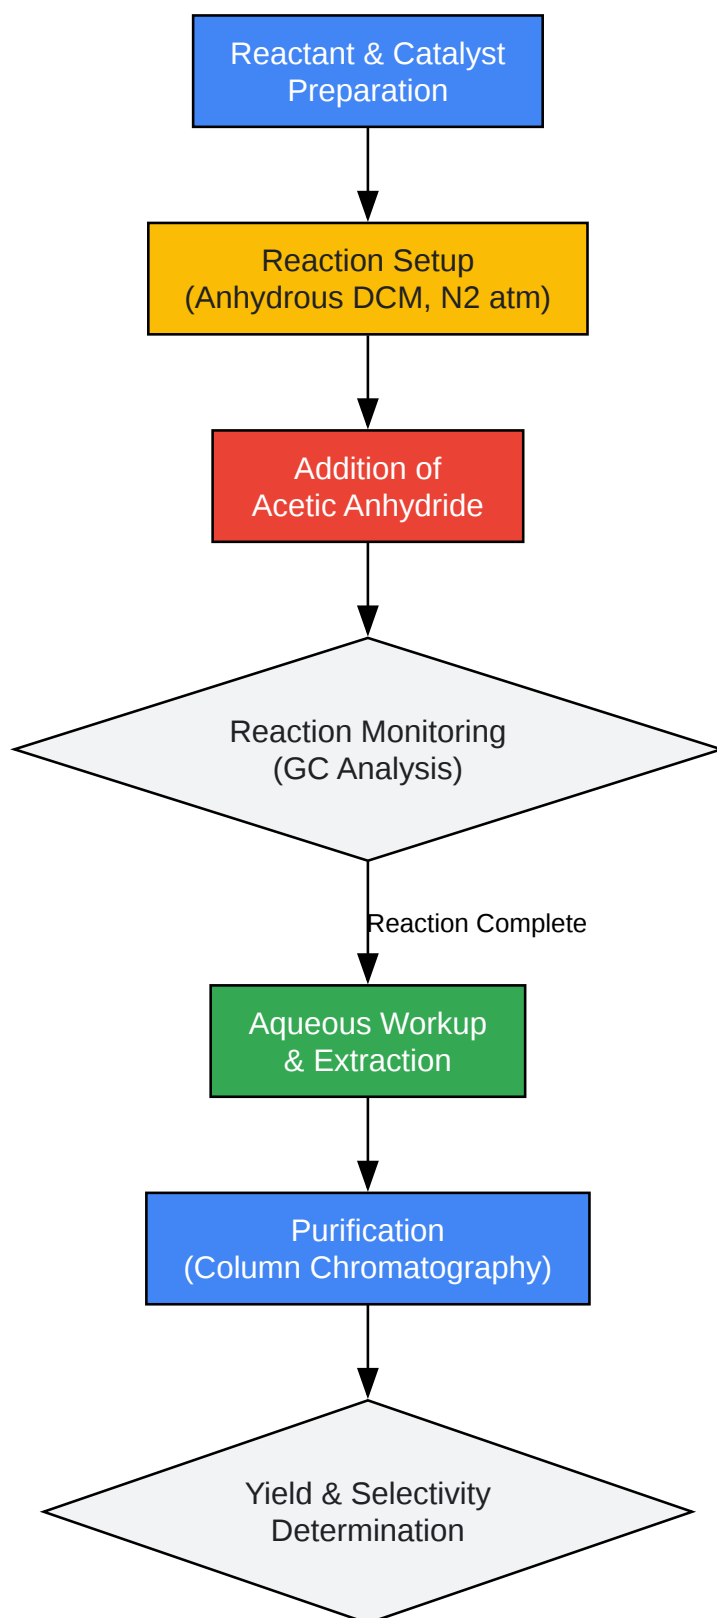 Reactant & Catalyst
Preparation
Reaction Setup
(Anhydrous DCM, N2 atm)
Addition of
Acetic Anhydride
Reaction Monitoring
(GC Analysis)
Reaction Complete
Aqueous Workup
& Extraction
Purification
(Column Chromatography)
Yield & Selectivity
Determination